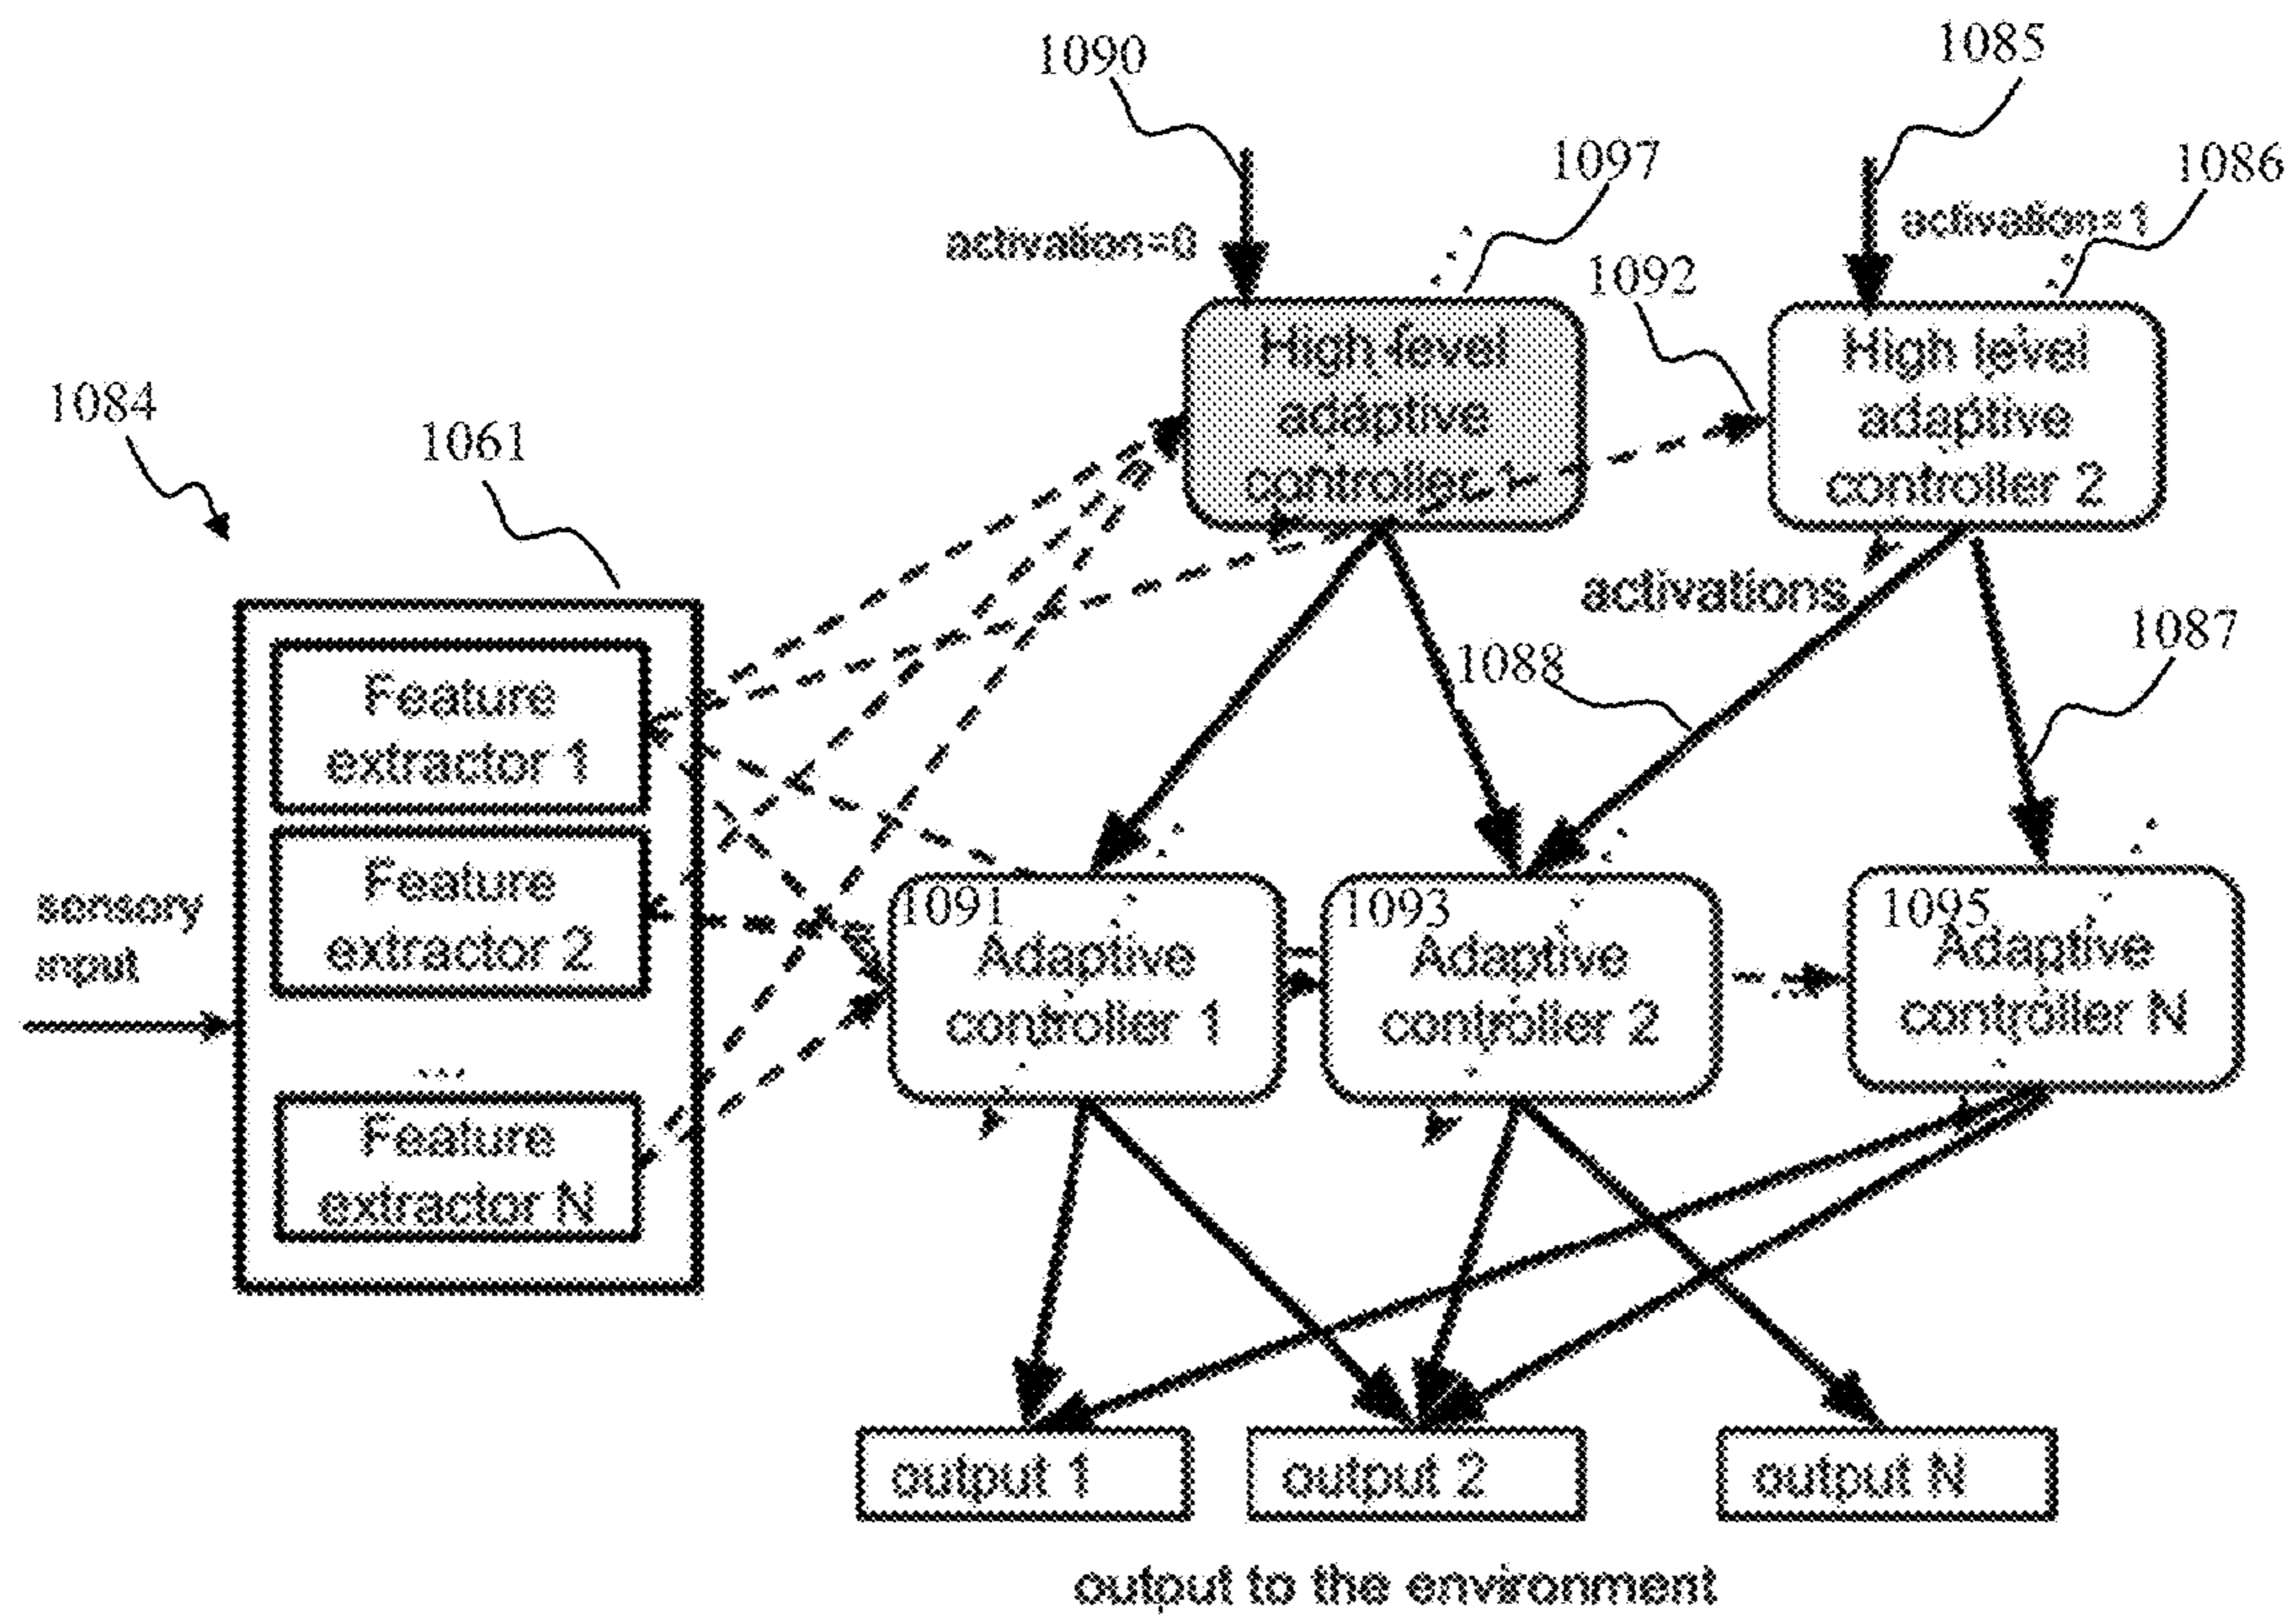 1090
1085
1097
1086
activation=0
activation=1
1092
High level
adaptive
controller 1
High level
adaptive
controller 2
1084
1061
activations
1087
1088
Feature
extractor 1
Feature
extractor 2
...
Feature
extractor N
sensory
input
1091
Adaptive
controller 1
1093
Adaptive
controller 2
1095
Adaptive
controller N
output 1
output 2
output N
output to the environment